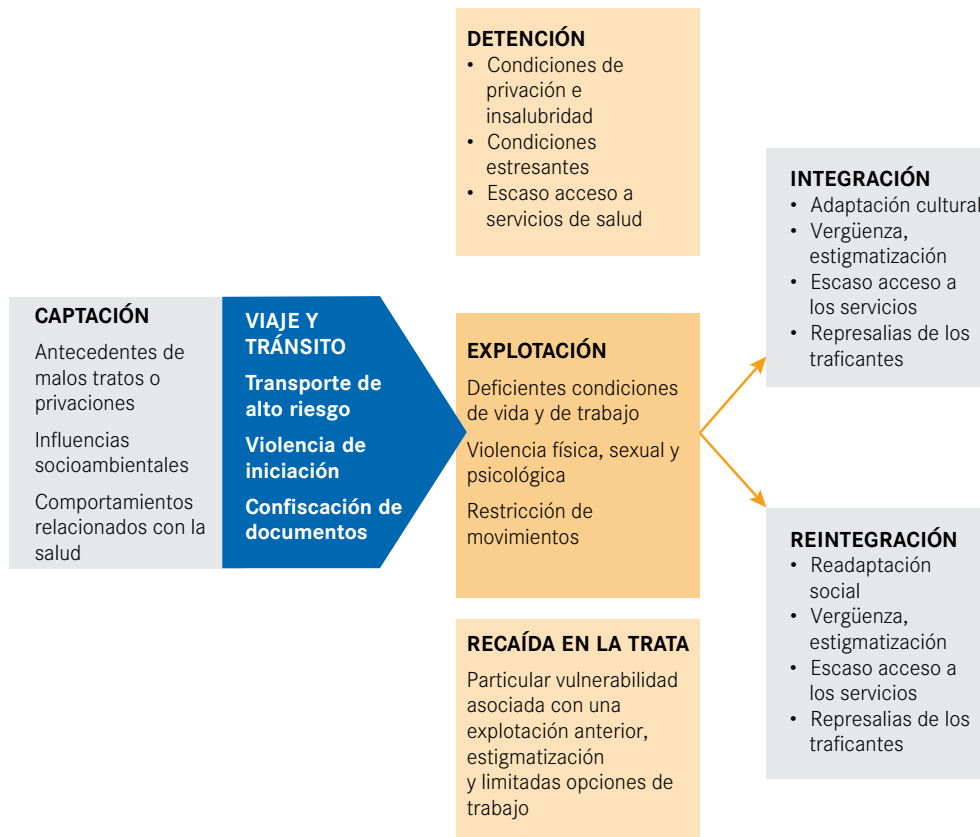 DETENCIÓN
• Condiciones de
privación e
insalubridad
• Condiciones
estresantes
• Escaso acceso a
servicios de salud
CAPTACIÓN
Antecedentes de
malos tratos o
privaciones
Influencias
socioambientales
Comportamientos
relacionados con la
salud
VIAJE Y
TRÁNSITO
Transporte de
alto riesgo
Violencia de
iniciación
Confiscación de
documentos
EXPLOTACIÓN
Deficientes condiciones
de vida y de trabajo
Violencia física, sexual y
psicológica
Restricción de
movimientos
RECAÍDA EN LA TRATA
Particular vulnerabilidad
asociada con una
explotación anterior,
estigmatización
y limitadas opciones de
trabajo
INTEGRACIÓN
• Adaptación cultural
• Vergüenza,
estigmatización
• Escaso acceso a
los servicios
• Represalias de los
traficantes
REINTEGRACIÓN
• Readaptación
social
• Vergüenza,
estigmatización
• Escaso acceso a
los servicios
• Represalias de los
traficantes